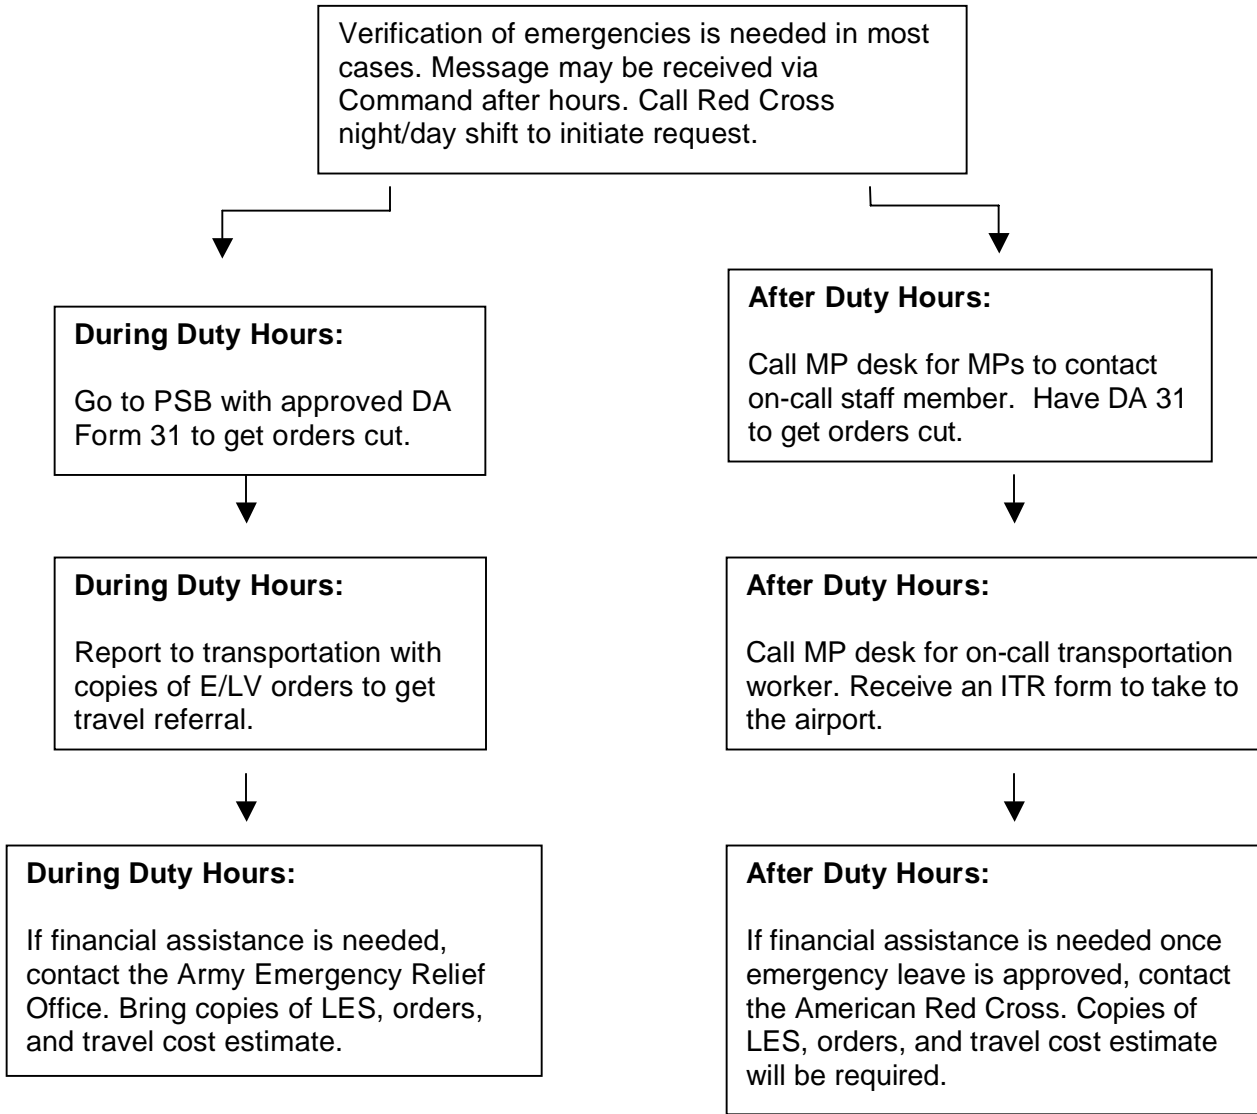 Verification of emergencies is needed in most
cases. Message may be received via
Command after hours. Call Red Cross
night/day shift to initiate request.
During Duty Hours:
Go to PSB with approved DA
Form 31 to get orders cut.
After Duty Hours:
Call MP desk for MPs to contact
on-call staff member.  Have DA 31
to get orders cut.
During Duty Hours:
Report to transportation with
copies of E/LV orders to get
travel referral.
After Duty Hours:
Call MP desk for on-call transportation
worker. Receive an ITR form to take to
the airport.
During Duty Hours:
If financial assistance is needed,
contact the Army Emergency Relief
Office. Bring copies of LES, orders,
and travel cost estimate.
After Duty Hours:
If financial assistance is needed once
emergency leave is approved, contact
the American Red Cross. Copies of
LES, orders, and travel cost estimate
will be required.